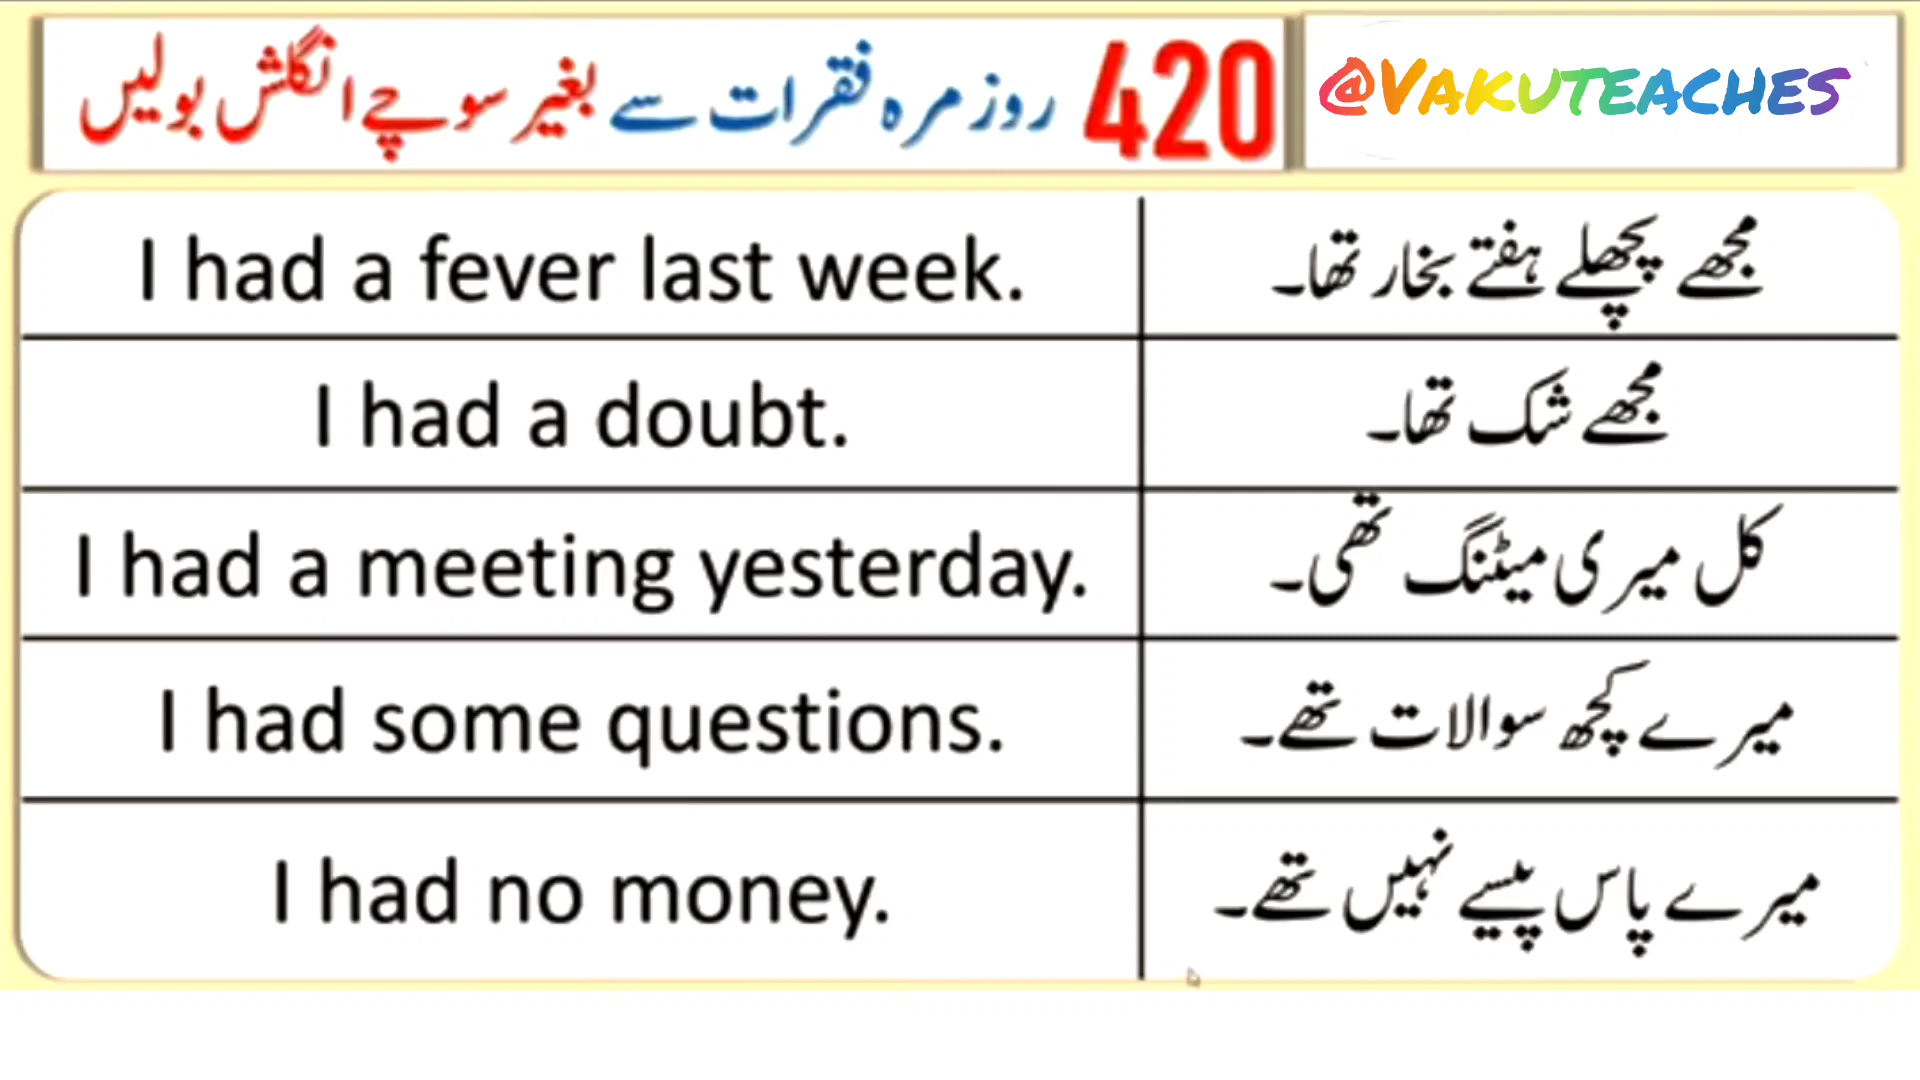 420 روزمرہ فقرات سے بغیر سوچے انگلش بولیں
@VAKUTEACHES
I had a fever last week.
مجھے پچھلے ہفتے بخار تھا۔
I had a doubt.
مجھے شک تھا۔
I had a meeting yesterday.
کل میری میٹنگ تھی۔
I had some questions.
میرے کچھ سوالات تھے۔
I had no money.
میرے پاس پیسے نہیں تھے۔